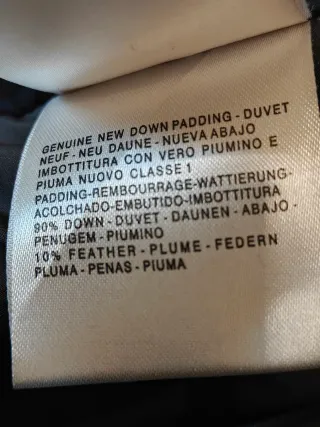 GENUINE NEW DOWN PADDING - DUVET
NEUF - NEU DAUNE - NUEVA ABAJO
IMBOTTITURA CON VERO PIUMINO E
PIUMA NUOVO CLASSE 1
PADDING-REMBOURRAGE-WATTIERUNG-
ACOLCHADO-EMBUTIDO-IMBOTTITURA
90% DOWN - DUVET - DAUNEN - ABAJO -
PENUGEM - PIUMINO
10% FEATHER - PLUME - FEDERN
PLUMA - PENAS - PIUMA